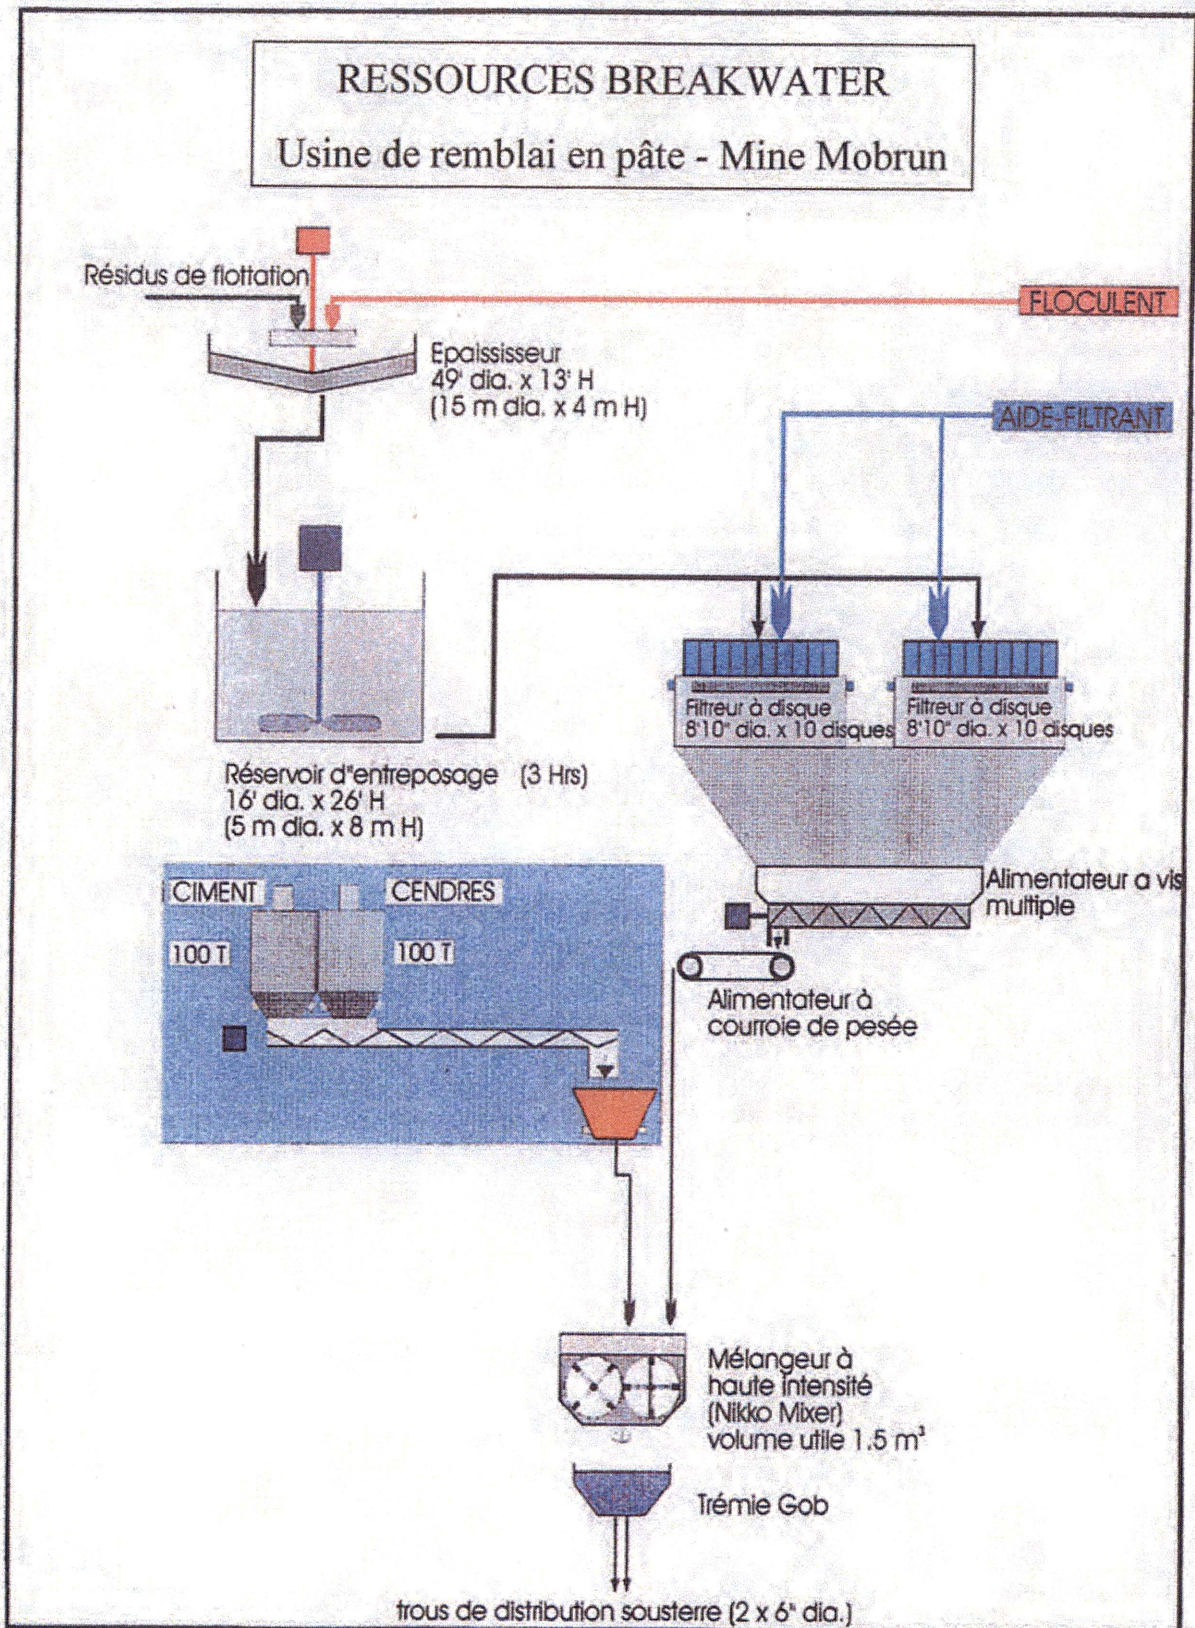 RESSOURCES BREAKWATER
Usine de remblai en pâte - Mine Mobrun
Résidus de flottation
FLOCULENT
Epaississeur
49' dia. x 13' H
(15 m dia. x 4 m H)
AIDE-FILTRANT
Filtreur à disque
8'10" dia. x 10 disques
Filtreur à disque
8'10" dia. x 10 disques
Réservoir d"entreposage (3 Hrs)
16' dia. x 26' H
(5 m dia. x 8 m H)
Alimentateur a vis
multiple
CIMENT
CENDRES
100 T
100 T
Alimentateur à
courroie de pesée
Mélangeur à
haute intensité
(Nikko Mixer)
volume utile 1.5 m³
Trémie Gob
trous de distribution sousterre (2 x 6" dia.)